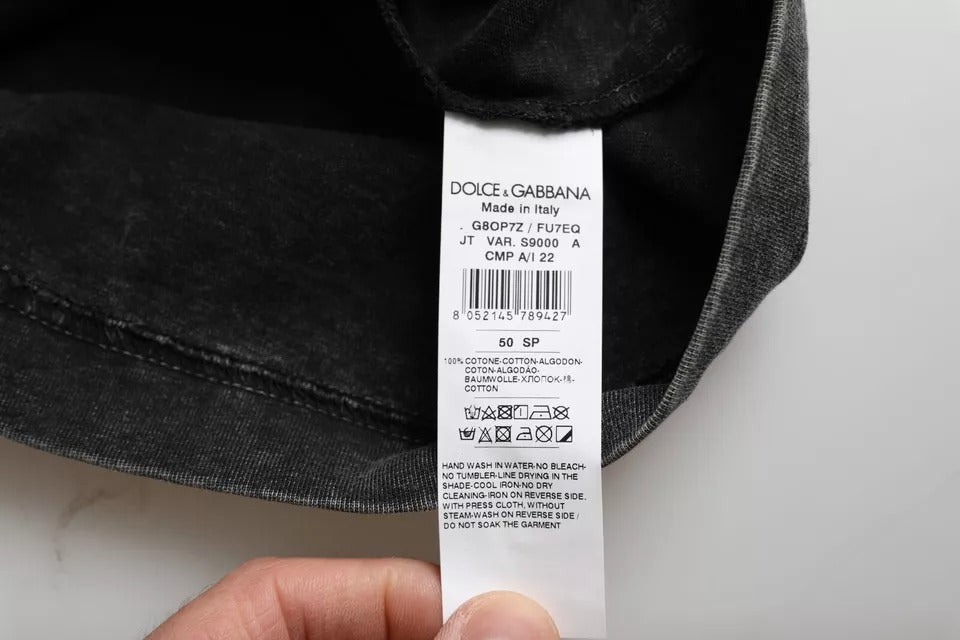 DOLCE & GABBANA
Made in Italy
. G8OP7Z / FU7EQ
JT VAR. S9000 A
CMP A/I 22
8 052145 789427
50 SP
100% COTONE-COTTON-ALGODON-
COTON-ALGODÃO-
BAUMWOLLE-ХЛОПОК-棉-
COTTON
HAND WASH IN WATER-NO BLEACH-
NO TUMBLER-LINE DRYING IN THE
SHADE-COOL IRON-NO DRY
CLEANING-IRON ON REVERSE SIDE,
WITH PRESS CLOTH, WITHOUT
STEAM-WASH ON REVERSE SIDE /
DO NOT SOAK THE GARMENT